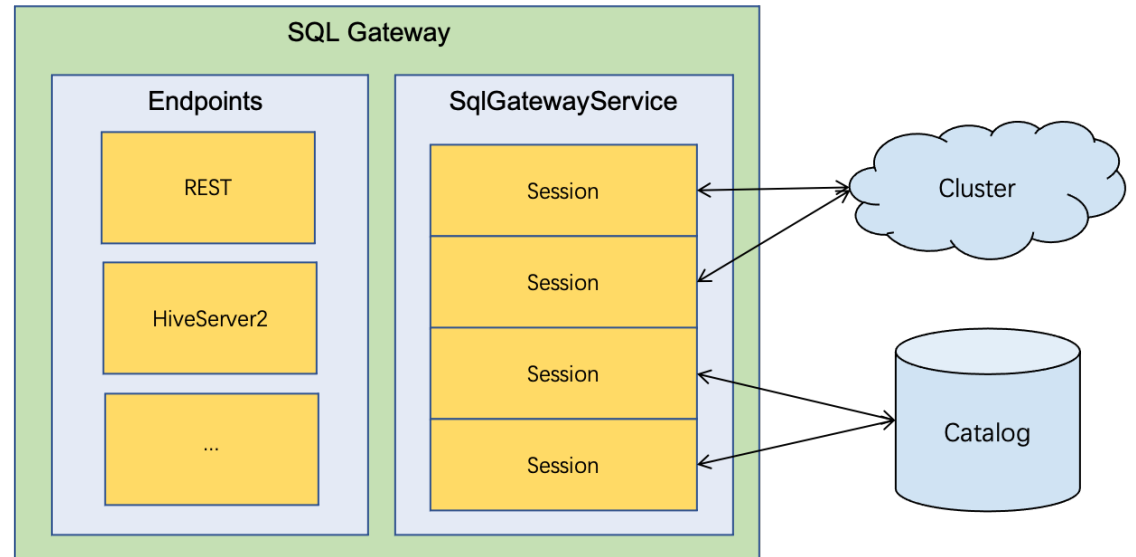 SQL Gateway
Endpoints
REST
HiveServer2
...
SqlGatewayService
Session
Session
Session
Session
Cluster
Catalog